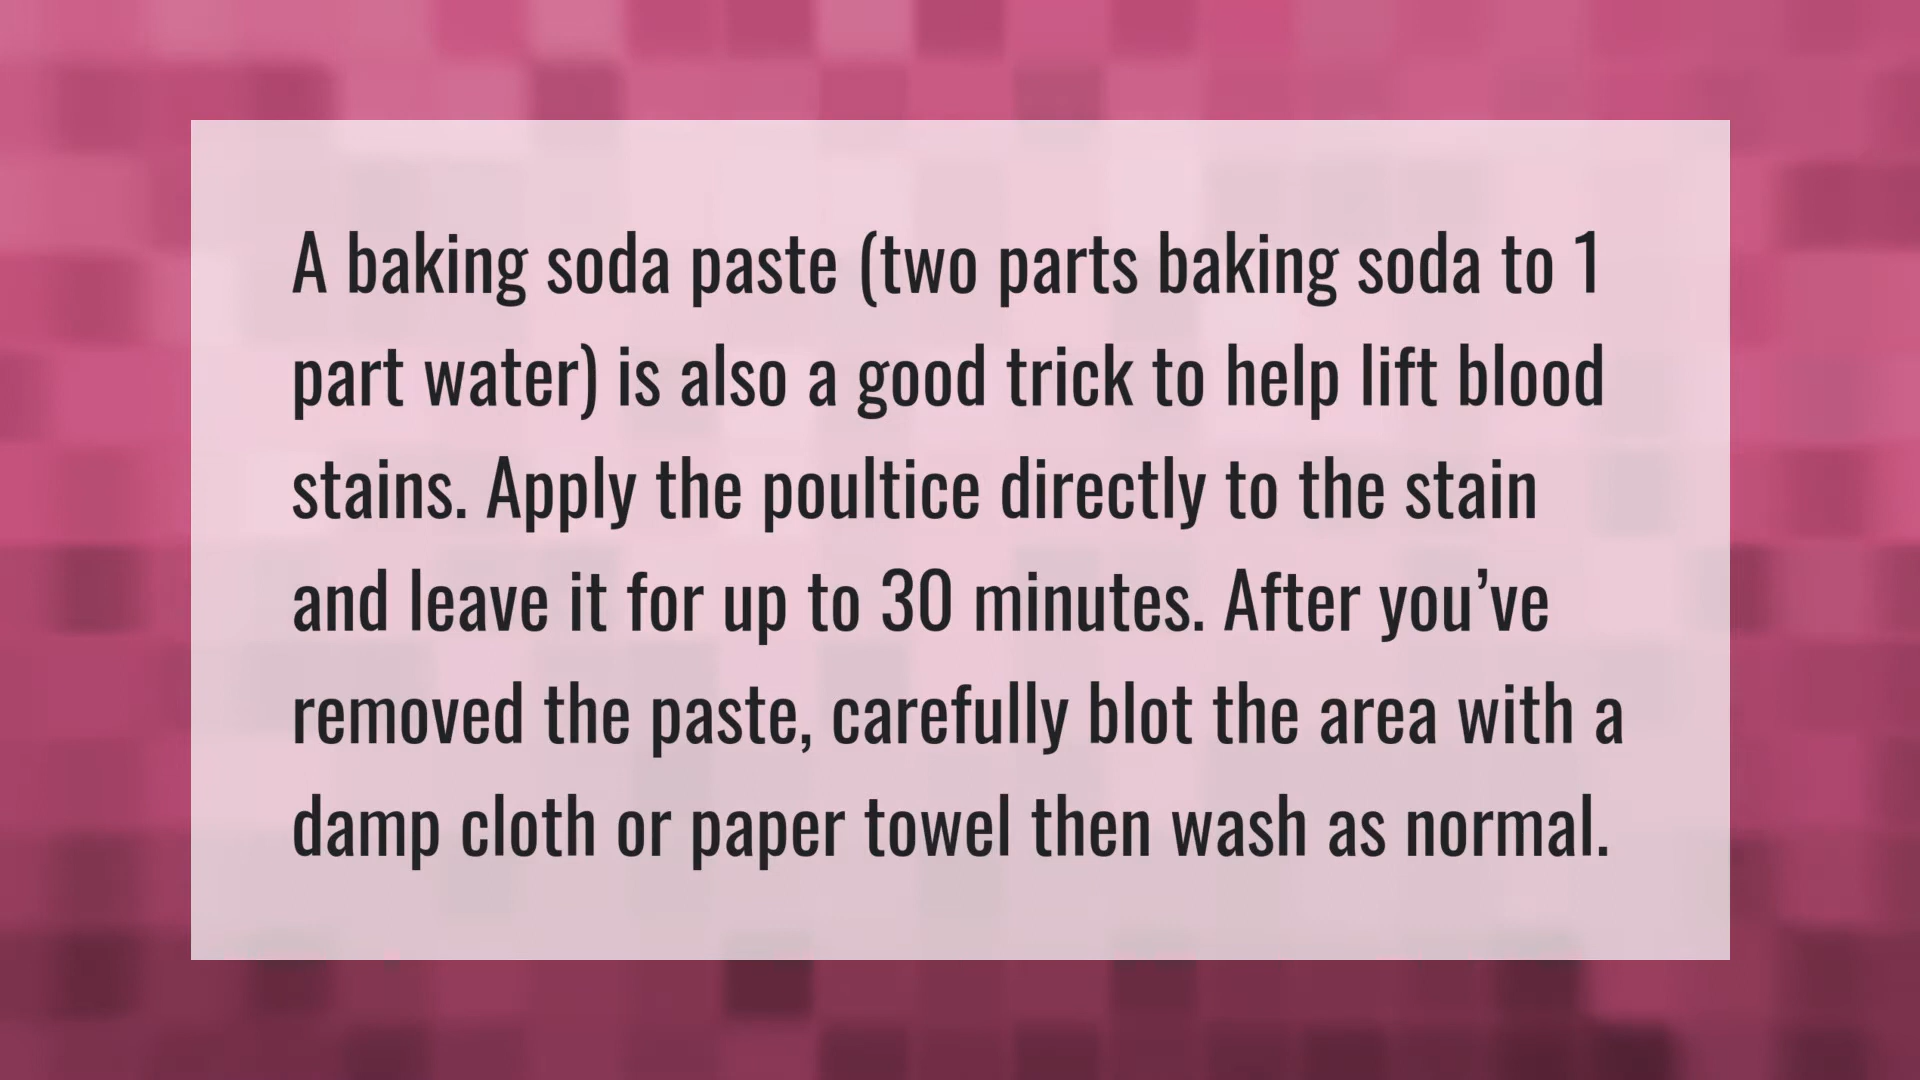 A baking soda paste (two parts baking soda to 1
part water) is also a good trick to help lift blood
stains. Apply the poultice directly to the stain
and leave it for up to 30 minutes. After you’ve
removed the paste, carefully blot the area with a
damp cloth or paper towel then wash as normal.